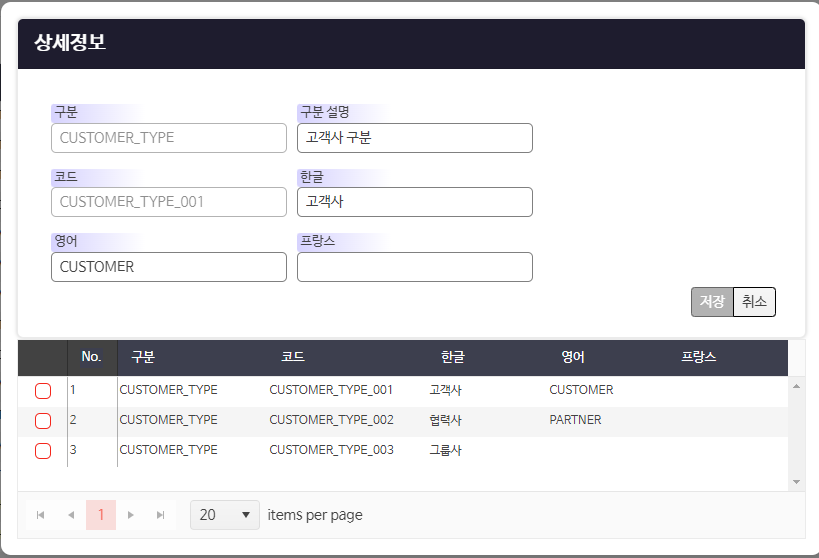 상세정보
구분 구분 설명
CUSTOMER_TYPE 고객사 구분
코드 한글
CUSTOMER_TYPE_001 고객사
영어 프랑스
CUSTOMER
저장 취소
No. 구분 코드 한글 영어 프랑스
1 CUSTOMER_TYPE CUSTOMER_TYPE_001 고객사 CUSTOMER
2 CUSTOMER_TYPE CUSTOMER_TYPE_002 협력사 PARTNER
3 CUSTOMER_TYPE CUSTOMER_TYPE_003 그룹사
1 20 items per page